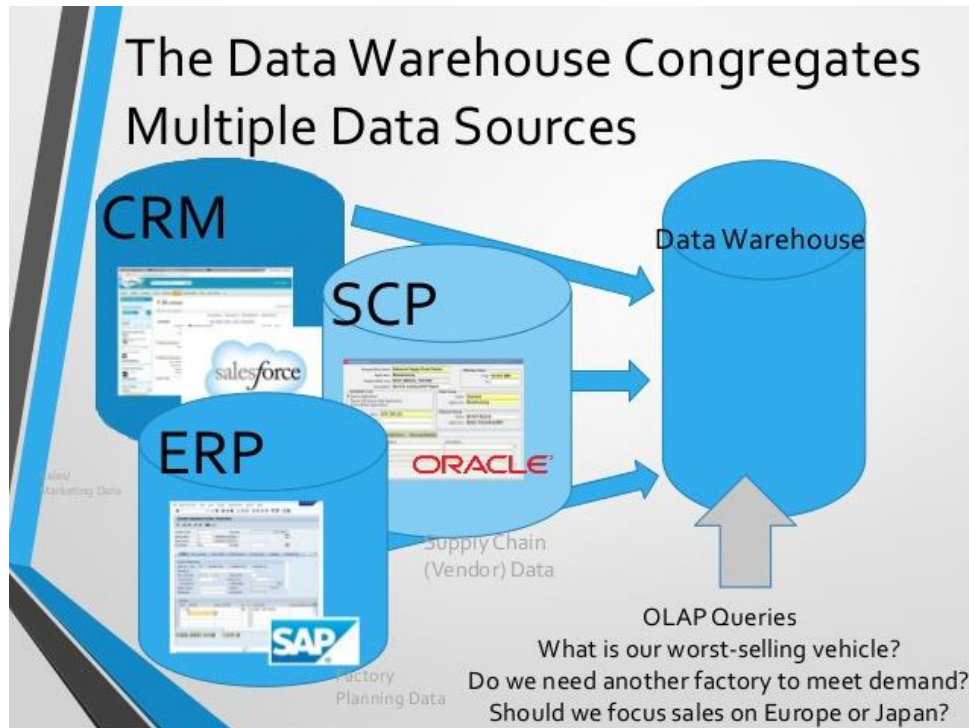 The Data Warehouse Congregates
Multiple Data Sources
CRM
salesforce
SCP
ORACLE
ERP
SAP
Marketing Data
Supply Chain
(Vendor) Data
Factory
Planning Data
Data Warehouse
OLAP Queries
What is our worst-selling vehicle?
Do we need another factory to meet demand?
Should we focus sales on Europe or Japan?